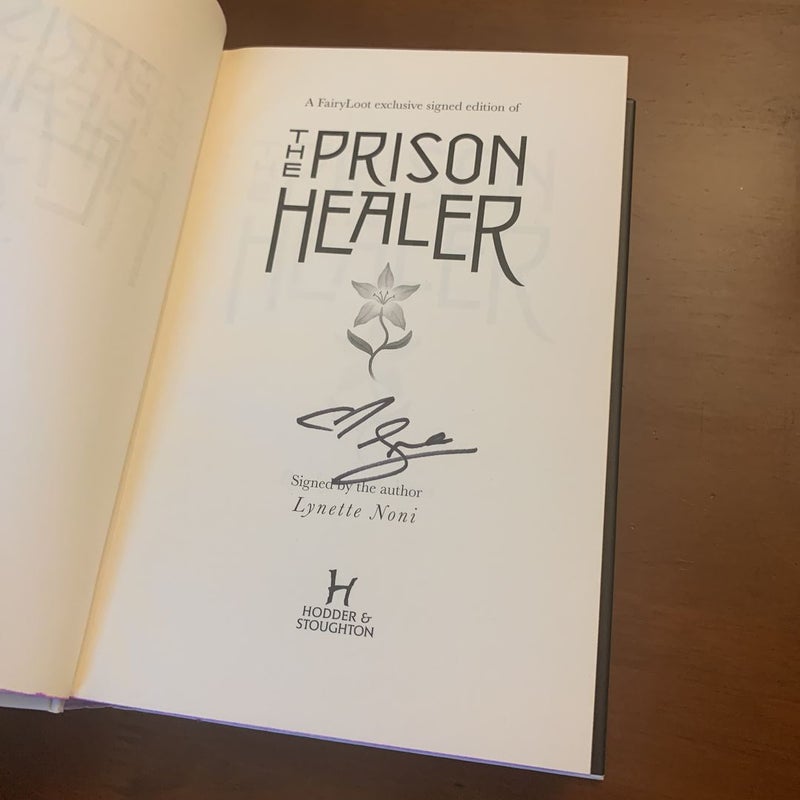 A FairyLoot exclusive signed edition of
THE PRISON
HEALER
Signed by the author
Lynette Noni
H
HODDER &
STOUGHTON